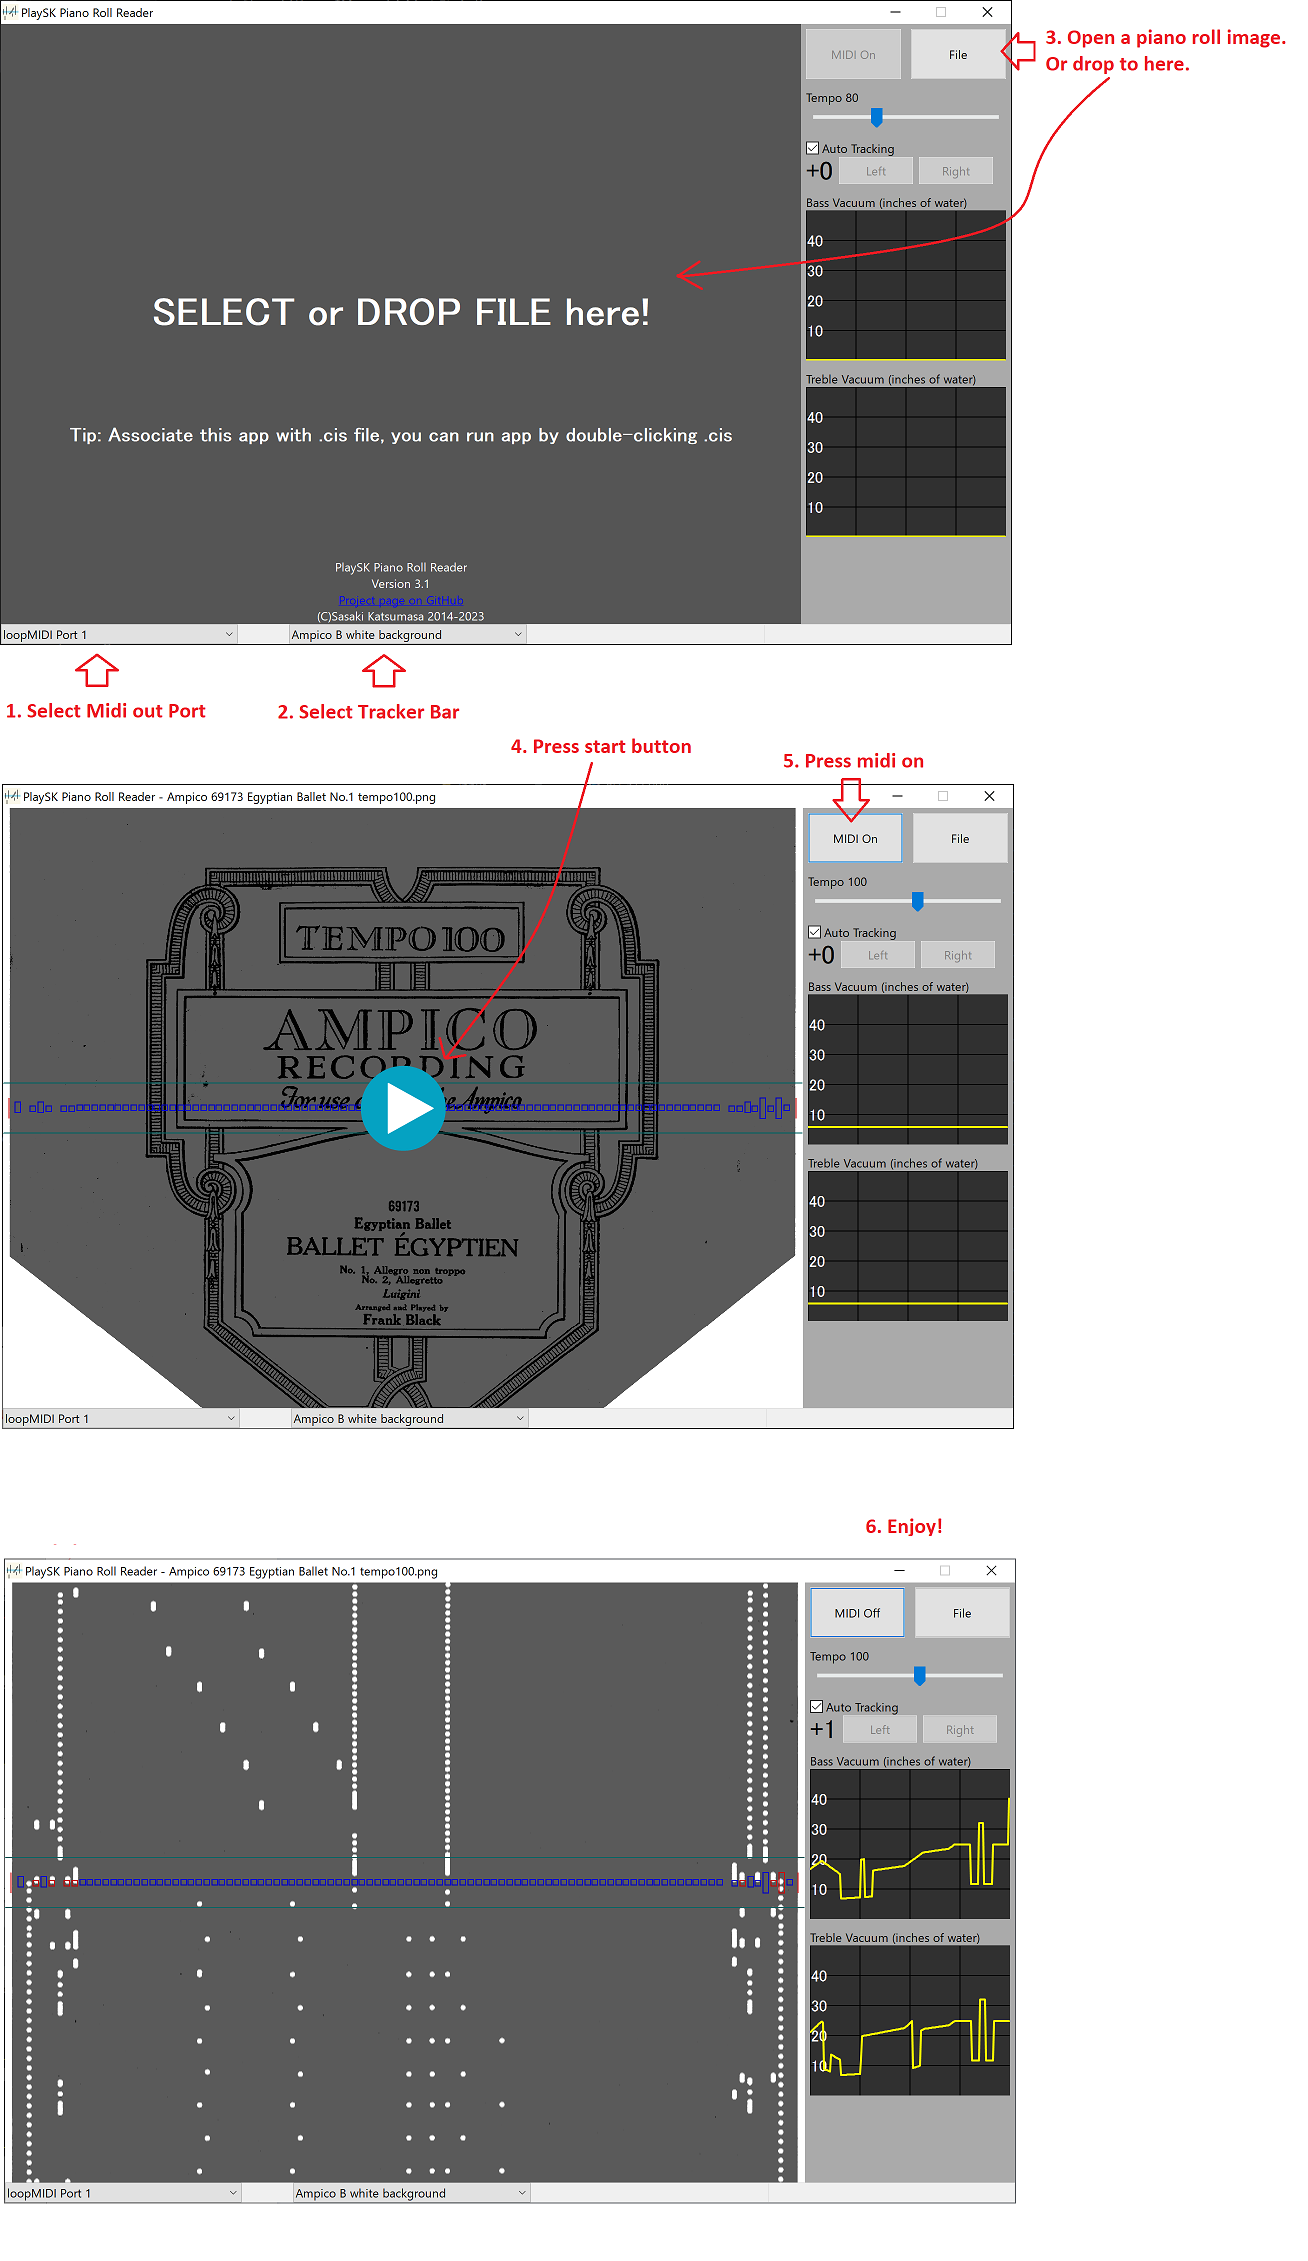 PlaySK Piano Roll Reader
MIDI On
File
3. Open a piano roll image.
Or drop to here.
Tempo 80
Auto Tracking
+0
Left
Right
Bass Vacuum (inches of water)
40
30
20
10
SELECT or DROP FILE here!
Treble Vacuum (inches of water)
40
30
20
10
Tip: Associate this app with .cis file, you can run app by double-clicking .cis
PlaySK Piano Roll Reader
Version 3.1
Project page on GitHub
(C)Sasaki Katsumasa 2014-2023
loopMIDI Port 1
Ampico B white background
1. Select Midi out Port
2. Select Tracker Bar
4. Press start button
5. Press midi on
PlaySK Piano Roll Reader - Ampico 69173 Egyptian Ballet No.1 tempo100.png
MIDI On
File
Tempo 100
Auto Tracking
+0
Left
Right
Bass Vacuum (inches of water)
40
30
20
10
Treble Vacuum (inches of water)
40
30
20
10
TEMPO 100
AMPICO
RECORDING
For use Ampico
69173
Egyptian Ballet
BALLET ÉGYPTIEN
No. 1, Allegro non troppo
No. 2, Allegretto
Luigini
Arranged and Played by
Frank Black
loopMIDI Port 1
Ampico B white background
6. Enjoy!
PlaySK Piano Roll Reader - Ampico 69173 Egyptian Ballet No.1 tempo100.png
MIDI Off
File
Tempo 100
Auto Tracking
+1
Left
Right
Bass Vacuum (inches of water)
40
30
20
10
Treble Vacuum (inches of water)
40
30
20
10
loopMIDI Port 1
Ampico B white background